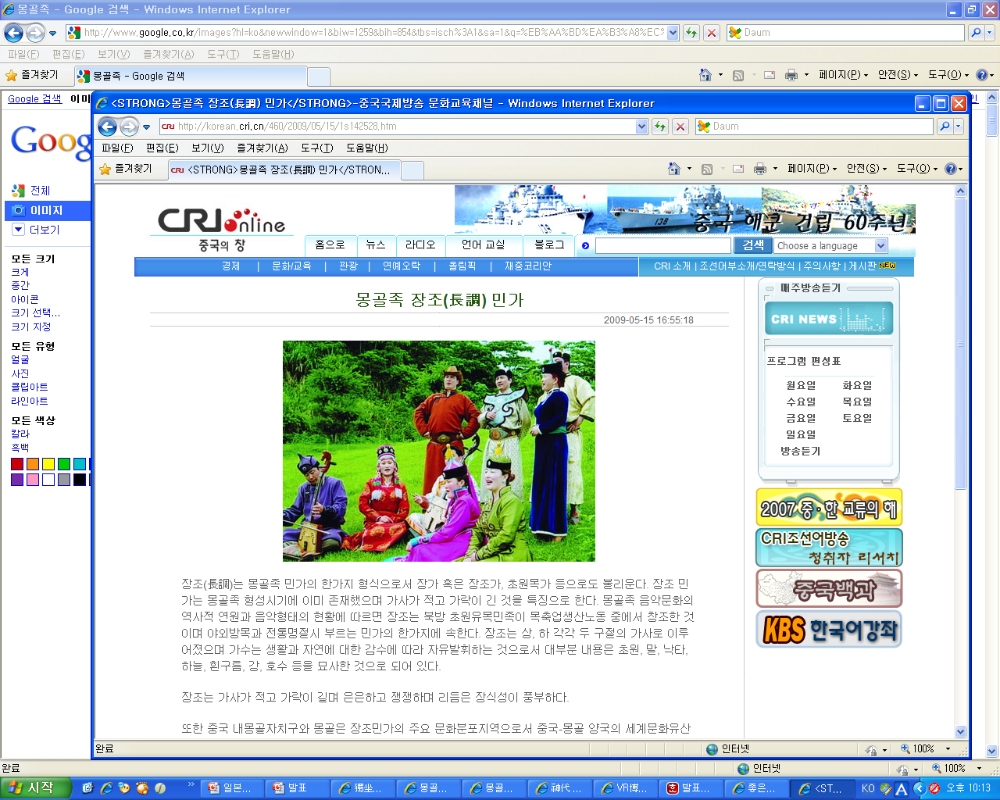 몽골족 - Google 검색 - Windows Internet Explorer
http://www.google.co.kr/images?hl=ko&newwindow=1&biw=1259&bih=854&tbs=isch%3A1&sa=1&q=%EB%AA%BD%EA%B3%A8%EC%
Daum
파일(F) 편집(E) 보기(V) 즐겨찾기(A) 도구(T) 도움말(H)
즐겨찾기 몽골족 - Google 검색 페이지(P) 안전(S) 도구(O)
Google 검색 이미
<STRONG>몽골족 장조(長調) 민가</STRONG>-중국국제방송 문화교육채널 - Windows Internet Explorer
CRI http://korean.cri.cn/460/2009/05/15/1s142528.htm
Daum
파일(F) 편집(E) 보기(V) 즐겨찾기(A) 도구(T) 도움말(H)
즐겨찾기 CRI <STRONG>몽골족 장조(長調) 민가</STRON... 페이지(P) 안전(S) 도구(O)
Goog
전체
이미지
더보기
모든 크기
크게
중간
아이콘
크기 선택...
크기 지정
모든 유형
얼굴
사진
클립아트
라인아트
모든 색상
칼라
흑백
CRI online
중국의 창
138
중국 해군 건립 60주년
홈으로 뉴스 라디오 언어 교실 블로그 검색 Choose a language
경제 | 문화/교육 | 관광 | 연예오락 | 올림픽 | 재중코리안
CRI 소개 | 조선어부소개/연락방식 | 주의사항 | 게시판 NEW
몽골족 장조(長調) 민가
2009-05-15 16:55:18
장조(長調)는 몽골족 민가의 한가지 형식으로서 장가 혹은 장조가, 초원목가 등으로도 불리운다. 장조 민
가는 몽골족 형성시기에 이미 존재했으며 가사가 적고 가락이 긴 것을 특징으로 한다. 몽골족 음악문화의
역사적 연원과 음악형태의 현황에 따르면 장조는 북방 초원유목민족이 목축업생산노동 중에서 창조한 것
이며 야외방목과 전통명절시 부르는 민가의 한가지에 속한다. 장조는 상, 하 각각 두 구절의 가사로 이루
어졌으며 가수는 생활과 자연에 대한 감수에 따라 자유발휘하는 것으로서 대부분 내용은 초원, 말, 낙타,
하늘, 흰구름, 강, 호수 등을 묘사한 것으로 되어 있다.
장조는 가사가 적고 가락이 길며 은은하고 쟁쟁하며 리듬은 장식성이 풍부하다.
또한 중국 내몽골자치구와 몽골은 장조민가의 주요 문화분포지역으로서 중국-몽골 양국의 세계문화유산
매주방송듣기
CRI NEWS
프로그램 편성표
월요일 화요일
수요일 목요일
금요일 토요일
일요일
방송듣기
2007 중·한 교류의 해
CRI조선어방송
청취자 리서치
중국백과
KBS 한국어강좌
완료 인터넷 100%
완료 인터넷 100%
시작 일본... 발표 獨坐... 몽골... 몽골... 神代 ... VR博... 발표... 좋은... <ST... KO A 오후 10:13